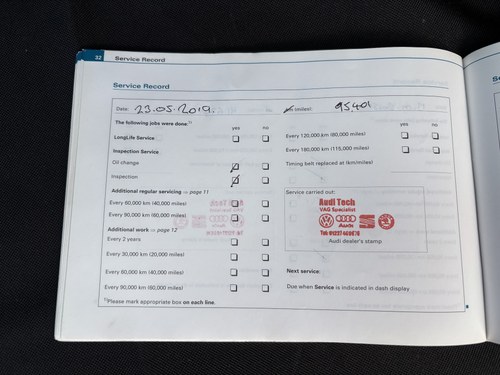 32 Service Record
Service Record
Date: 23.05.2019. km (miles): 95401
The following jobs were done:¹⁾
yes no yes no
LongLife Service Every 120,000 km (80,000 miles)
Inspection Service Every 180,000 km (115,000 miles)
Oil change Timing belt replaced at (km/miles)
Inspection
Additional regular servicing ⇨ page 11 Service carried out:
Every 60,000 km (40,000 miles) Audi Tech
VAG Specialist
Every 90,000 km (60,000 miles) Audi
Additional work ⇨ page 12
Every 2 years Audi dealer's stamp
Every 30,000 km (20,000 miles)
Every 60,000 km (40,000 miles) Next service:
Every 90,000 km (60,000 miles) Due when Service is indicated in dash display
¹⁾Please mark appropriate box on each line.